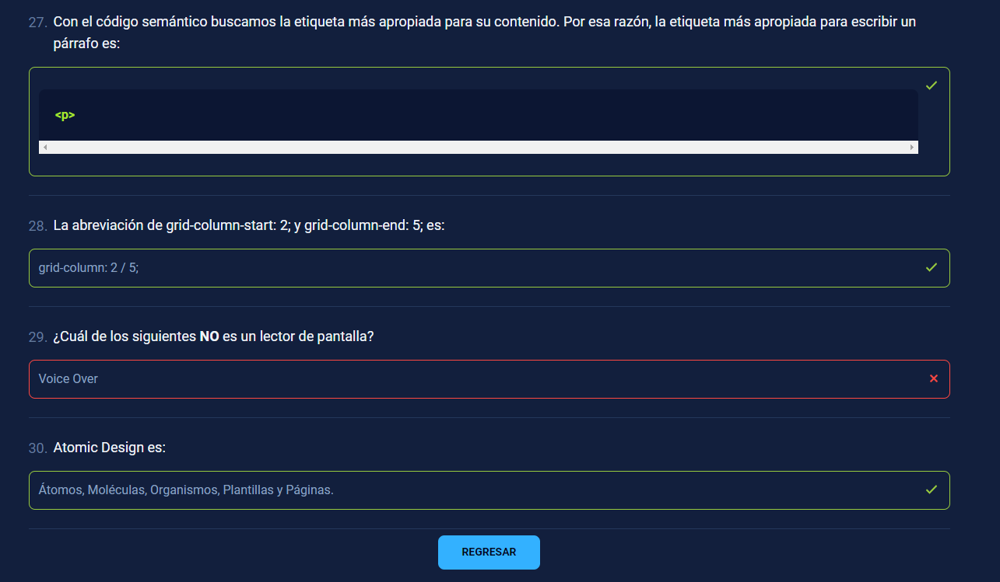 27. Con el código semántico buscamos la etiqueta más apropiada para su contenido. Por esa razón, la etiqueta más apropiada para escribir un
párrafo es:
<p>
28. La abreviación de grid-column-start: 2; y grid-column-end: 5; es:
grid-column: 2 / 5;
29. ¿Cuál de los siguientes NO es un lector de pantalla?
Voice Over
30. Atomic Design es:
Átomos, Moléculas, Organismos, Plantillas y Páginas.
REGRESAR